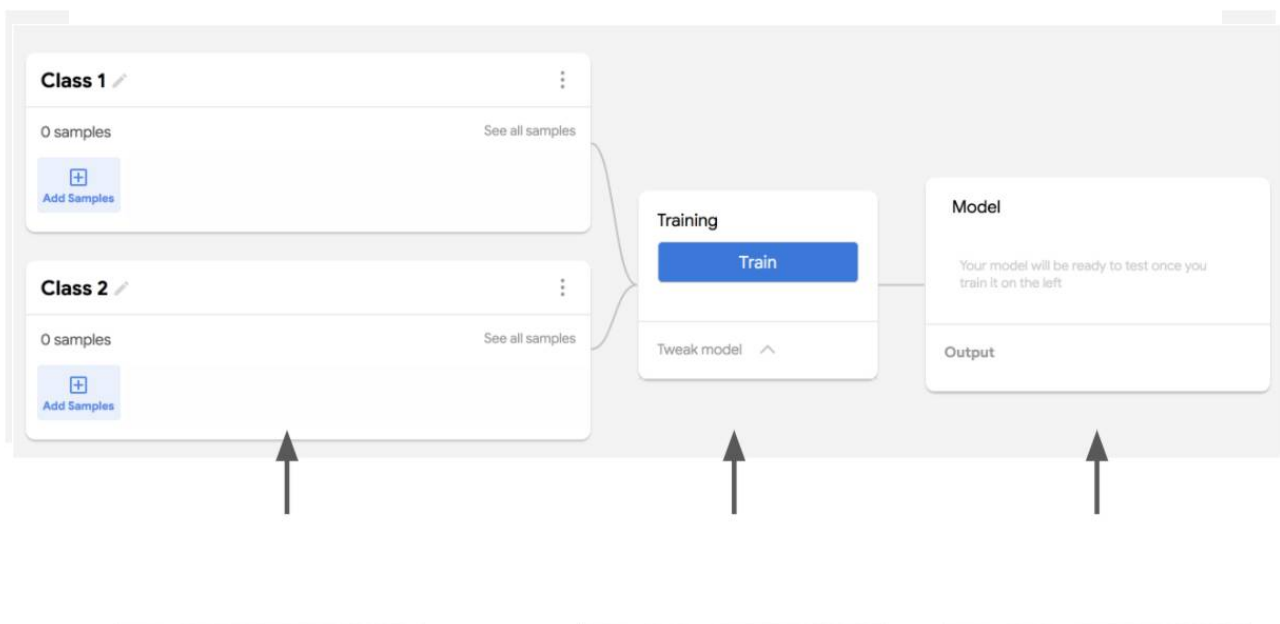 Class 1
0 samples
See all samples
Add Samples
Class 2
0 samples
See all samples
Add Samples
Training
Train
Tweak model
Model
Your model will be ready to test once you
train it on the left
Output